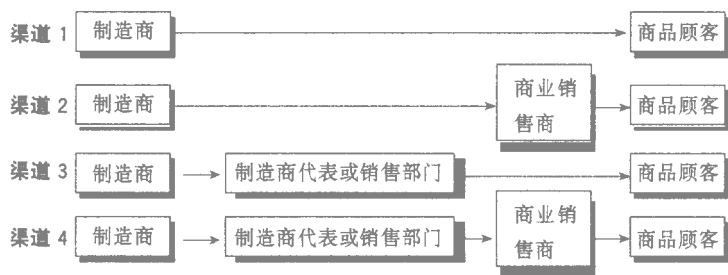 渠道 1 制造商 商品顾客
渠道 2 制造商 商业销 商品顾客
售商
渠道 3 制造商 制造商代表或销售部门 商品顾客
渠道 4 制造商 制造商代表或销售部门 商业销 商品顾客
售商